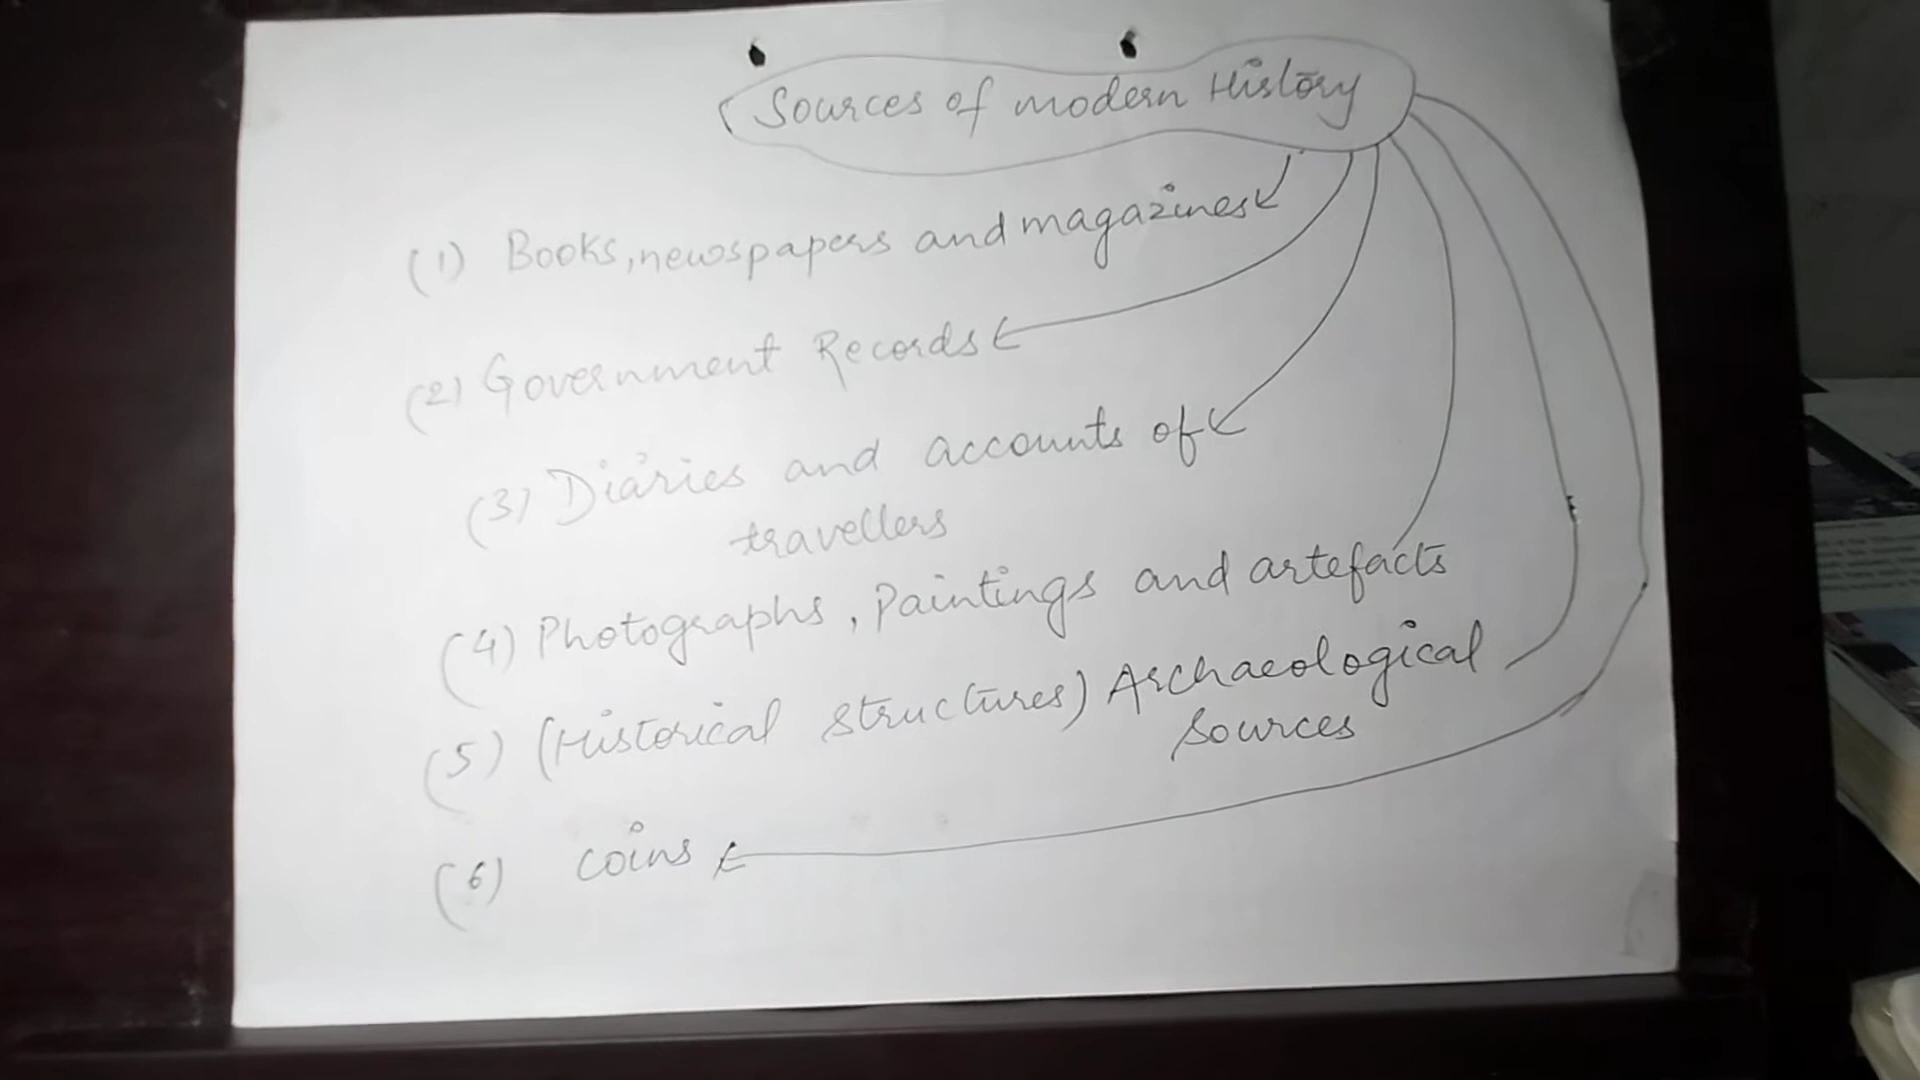 Sources of modern History
(1) Books, newspapers and magazines
(2) Government Records
(3) Diaries and accounts of
travellers
(4) Photographs, Paintings and artefacts
(5) (Historical structures) Archaeological
Sources
(6) coins